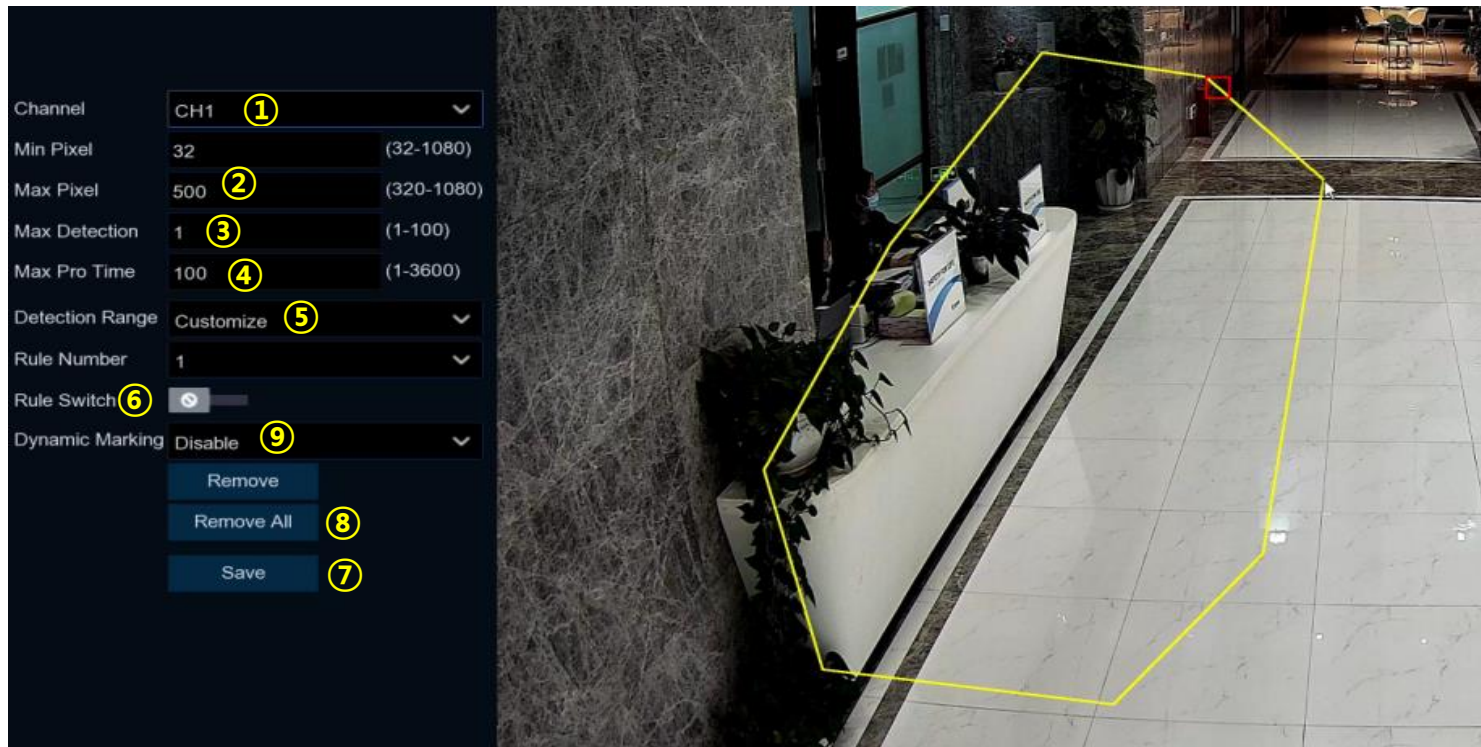 Channel CH1 ①
Min Pixel 32 (32-1080)
Max Pixel 500 ② (320-1080)
Max Detection 1 ③ (1-100)
Max Pro Time 100 ④ (1-3600)
Detection Range Customize ⑤
Rule Number 1
Rule Switch ⑥
Dynamic Marking Disable ⑨
Remove
Remove All ⑧
Save ⑦